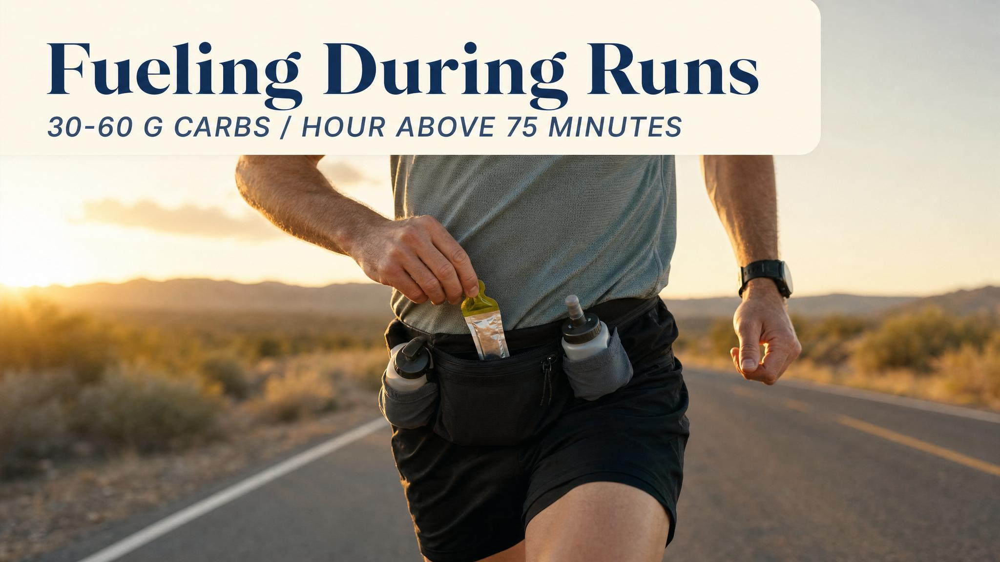 Fueling During Runs
30-60 G CARBS / HOUR ABOVE 75 MINUTES